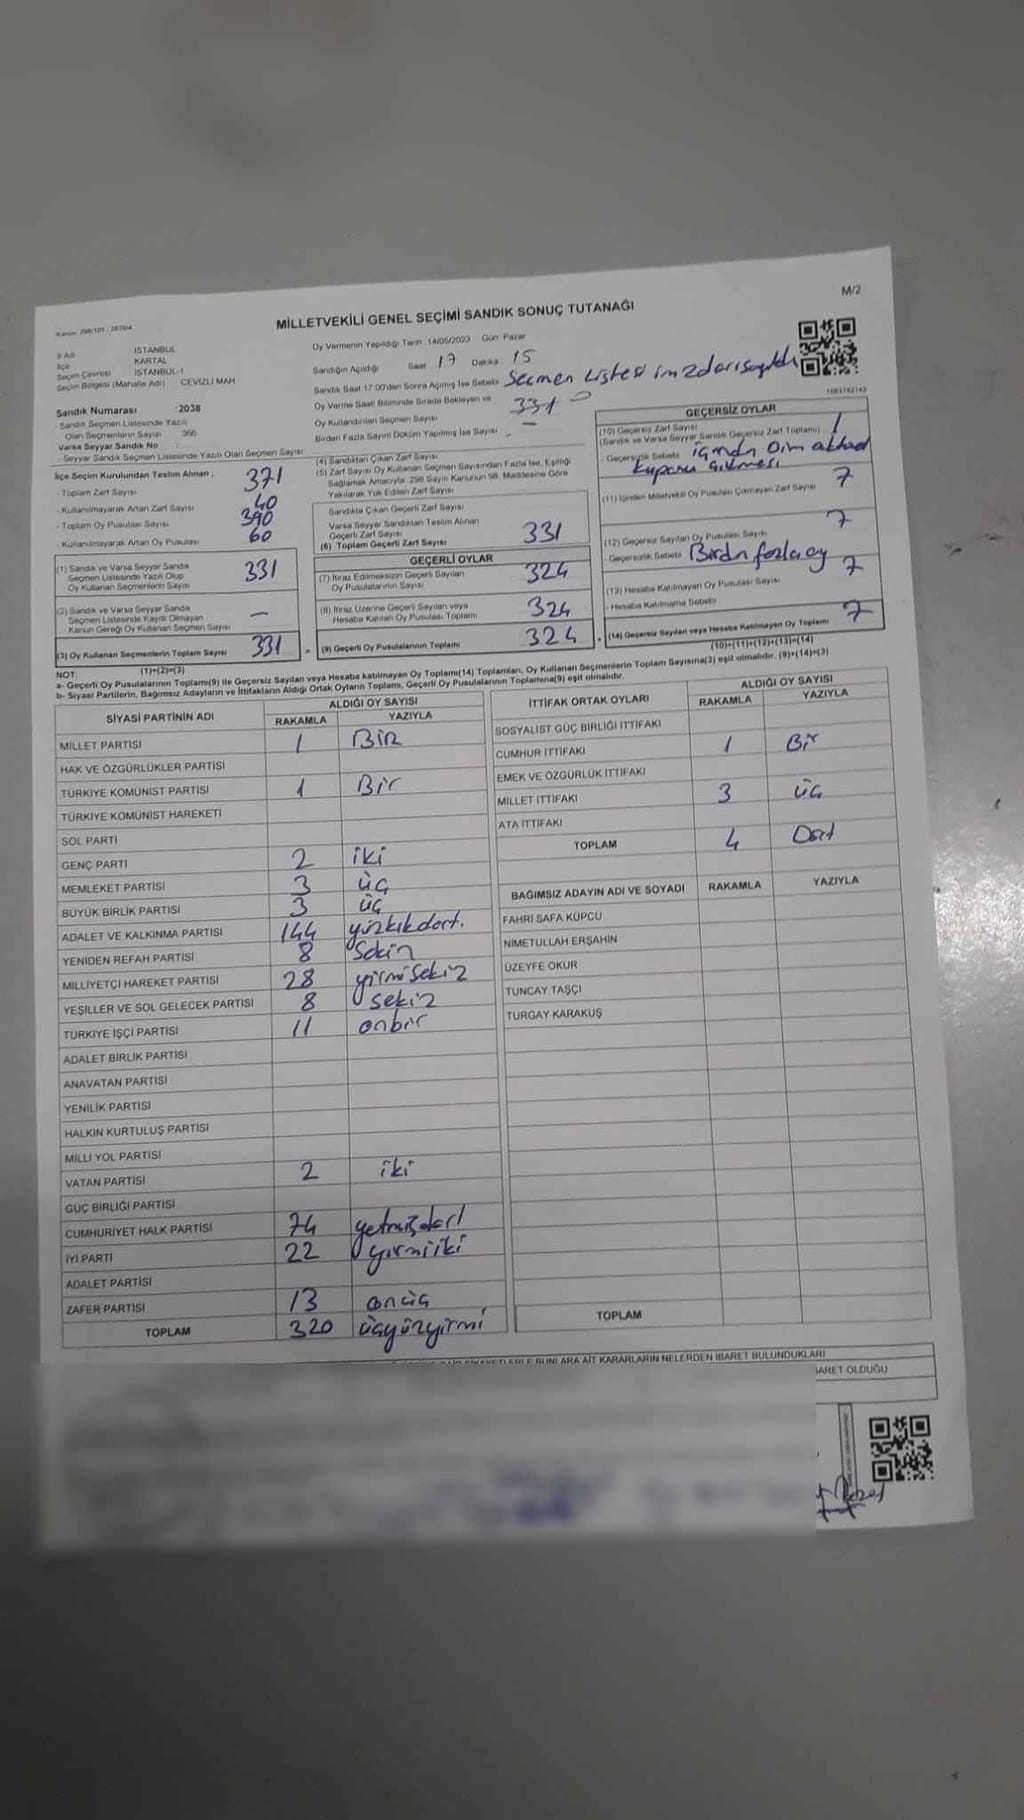 M/2
MİLLETVEKİLİ GENEL SEÇİMİ SANDIK SONUÇ TUTANAĞI
İl Adı İSTANBUL
İlçe KARTAL
Seçim Çevresi İSTANBUL-1
Seçim Bölgesi (Mahalle Adı) CEVİZLİ MAH
Sandık Numarası :2038
- Sandık Seçmen Listesinde Yazılı
Olan Seçmenlerin Sayısı 366
Varsa Seyyar Sandık No
- Seyyar Sandık Seçmen Listesinde Yazılı Olan Seçmen Sayısı
Oy Vermenin Yapıldığı Tarih :14/05/2023 Gün: Pazar
Sandığın Açıldığı Saat 17 Dakika 15
Sandık Saat 17.00'den Sonra Açılmış İse Sebebi Seçmen Listesi
Oy Verme Saati Bitiminde Sırada Bekleyen ve
Oy Kullandırılan Seçmen Sayısı 331
Birden Fazla Sayım Döküm Yapılmış İse Sayısı -
İlçe Seçim Kurulundan Teslim Alınan ;
- Toplam Zarf Sayısı 371
- Kullanılmayarak Artan Zarf Sayısı 40
- Toplam Oy Pusulası Sayısı 390
- Kullanılmayarak Artan Oy Pusulası 60
(1) Sandık ve Varsa Seyyar Sandık
Seçmen Listesinde Yazılı Olup
Oy Kullanan Seçmenlerin Sayısı 331
(2) Sandık ve Varsa Seyyar Sandık
Seçmen Listesinde Kayıtlı Olmayan
Kanun Gereği Oy Kullanan Seçmen Sayısı -
(3) Oy Kullanan Seçmenlerin Toplam Sayısı 331
(1)+(2)=(3)
(4) Sandıktan Çıkan Zarf Sayısı
(5) Zarf Sayısı Oy Kullanan Seçmen Sayısından Fazla İse, Eşitliği
Sağlamak Amacıyla, 298 Sayılı Kanunun 98. Maddesine Göre
Yakılarak Yok Edilen Zarf Sayısı
Sandıkta Çıkan Geçerli Zarf Sayısı
Varsa Seyyar Sandıktan Teslim Alınan
Geçerli Zarf Sayısı
(6) Toplam Geçerli Zarf Sayısı 331
GEÇERLİ OYLAR
(7) İtiraz Edilmeksizin Geçerli Sayılan
Oy Pusulalarının Sayısı 324
(8) İtiraz Üzerine Geçerli Sayılan veya
Hesaba Katılan Oy Pusulası Toplamı 324
(9) Geçerli Oy Pusulalarının Toplamı 324
1683782143
GEÇERSİZ OYLAR
(10) Geçersiz Zarf Sayısı
(Sandık ve Varsa Seyyar Sandık Geçersiz Zarf Toplamı) 1
- Geçersizlik Sebebi
(11) İçinden Milletvekili Oy Pusulası Çıkmayan Zarf Sayısı 7
(12) Geçersiz Sayılan Oy Pusulası Sayısı 7
- Geçersizlik Sebebi Birdn fazla oy
(13) Hesaba Katılmayan Oy Pusulası Sayısı 7
- Hesaba Katılmama Sebebi
(14) Geçersiz Sayılan veya Hesaba Katılmayan Oy Toplamı 7
(10)+(11)+(12)+(13)=(14)
NOT:
a- Geçerli Oy Pusulalarının Toplamı(9) ile Geçersiz Sayılan veya Hesaba katılmayan Oy Toplamı(14) Toplamları, Oy Kullanan Seçmenlerin Toplam Sayısına(3) eşit olmalıdır. (9)+(14)=(3)
b- Siyasi Partilerin, Bağımsız Adayların ve İttifakların Aldığı Ortak Oyların Toplamı, Geçerli Oy Pusulalarının Toplamına(9) eşit olmalıdır.
SİYASİ PARTİNİN ADI ALDIĞI OY SAYISI
RAKAMLA YAZIYLA
MİLLET PARTİSİ 1 Bir
HAK VE ÖZGÜRLÜKLER PARTİSİ
TÜRKİYE KOMÜNİST PARTİSİ 1 Bir
TÜRKİYE KOMÜNİST HAREKETİ
SOL PARTİ
GENÇ PARTİ 2 iki
MEMLEKET PARTİSİ 3 üç
BÜYÜK BİRLİK PARTİSİ 3 üç
ADALET VE KALKINMA PARTİSİ 144 yüzkıkdort.
YENİDEN REFAH PARTİSİ 8 Sekiz
MİLLİYETÇİ HAREKET PARTİSİ 28 yirmisekiz
YEŞİLLER VE SOL GELECEK PARTİSİ 8 sekiz
TÜRKİYE İŞÇİ PARTİSİ 11 onbir
ADALET BİRLİK PARTİSİ
ANAVATAN PARTİSİ
YENİLİK PARTİSİ
HALKIN KURTULUŞ PARTİSİ
MİLLİ YOL PARTİSİ
VATAN PARTİSİ 2 iki
GÜÇ BİRLİĞİ PARTİSİ
CUMHURİYET HALK PARTİSİ 74 yetmişdört
İYİ PARTİ 22 yirmiiki
ADALET PARTİSİ
ZAFER PARTİSİ 13 onüç
TOPLAM 320 üçyüzyirmi
İTTİFAK ORTAK OYLARI ALDIĞI OY SAYISI
RAKAMLA YAZIYLA
SOSYALİST GÜÇ BİRLİĞİ İTTİFAKI
CUMHUR İTTİFAKI 1 Bir
EMEK VE ÖZGÜRLÜK İTTİFAKI
MİLLET İTTİFAKI 3 üç
ATA İTTİFAKI
TOPLAM 4 Dört
BAĞIMSIZ ADAYIN ADI VE SOYADI RAKAMLA YAZIYLA
FAHRİ SAFA KÜPCÜ
NİMETULLAH ERŞAHİN
ÜZEYFE OKUR
TUNCAY TAŞÇI
TURGAY KARAKUŞ
TOPLAM
BUNLARA AİT KARARLARIN NELERDEN İBARET BULUNDUKLARI
İBARET OLDUĞU